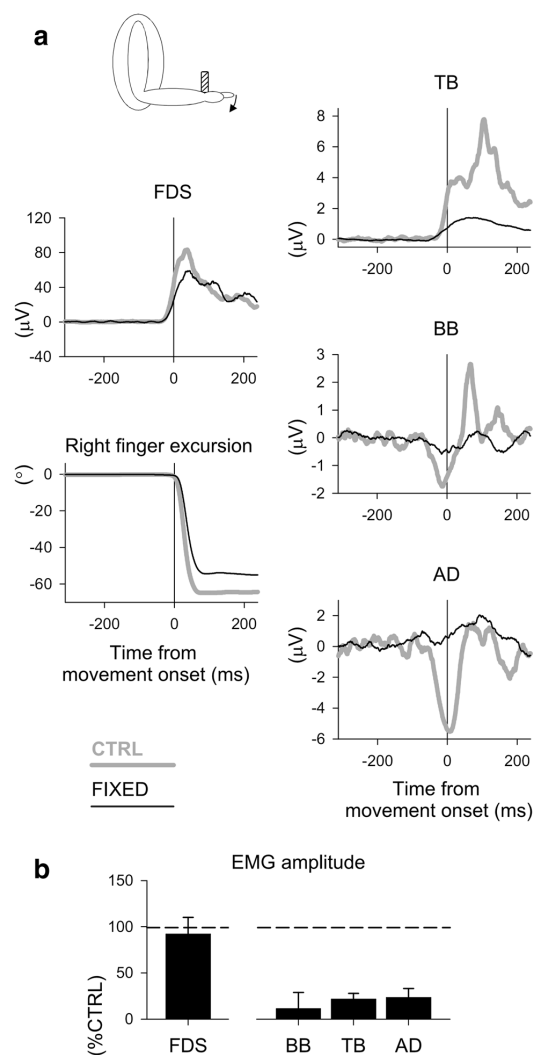 a
TB
8
6
4
2
0
(µV)
-200 0 200
FDS
120
80
40
0
-40
(µV)
-200 0 200
BB
3
2
1
0
-1
-2
(µV)
-200 0 200
Right finger excursion
(°)
0
-20
-40
-60
-200 0 200
Time from
movement onset (ms)
AD
2
0
-2
-4
-6
(µV)
-200 0 200
Time from
movement onset (ms)
CTRL
FIXED
b
EMG amplitude
150
100
50
0
(%CTRL)
FDS BB TB AD